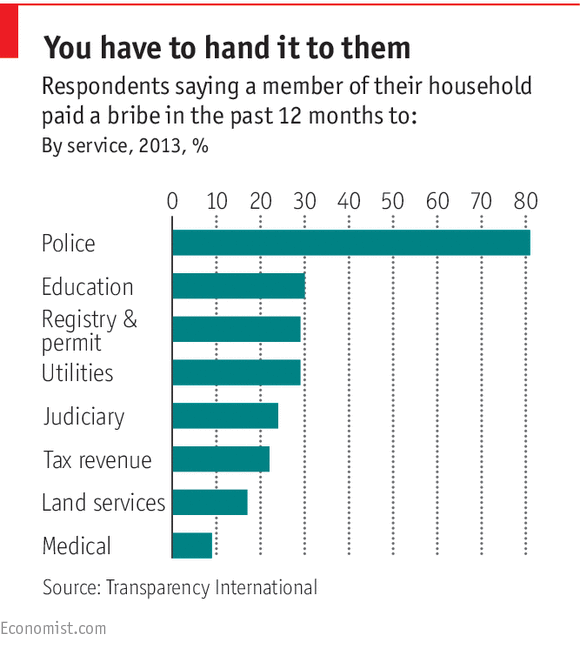 You have to hand it to them
Respondents saying a member of their household
paid a bribe in the past 12 months to:
By service, 2013, %
0 10 20 30 40 50 60 70 80
Police
Education
Registry &
permit
Utilities
Judiciary
Tax revenue
Land services
Medical
Source: Transparency International
Economist.com